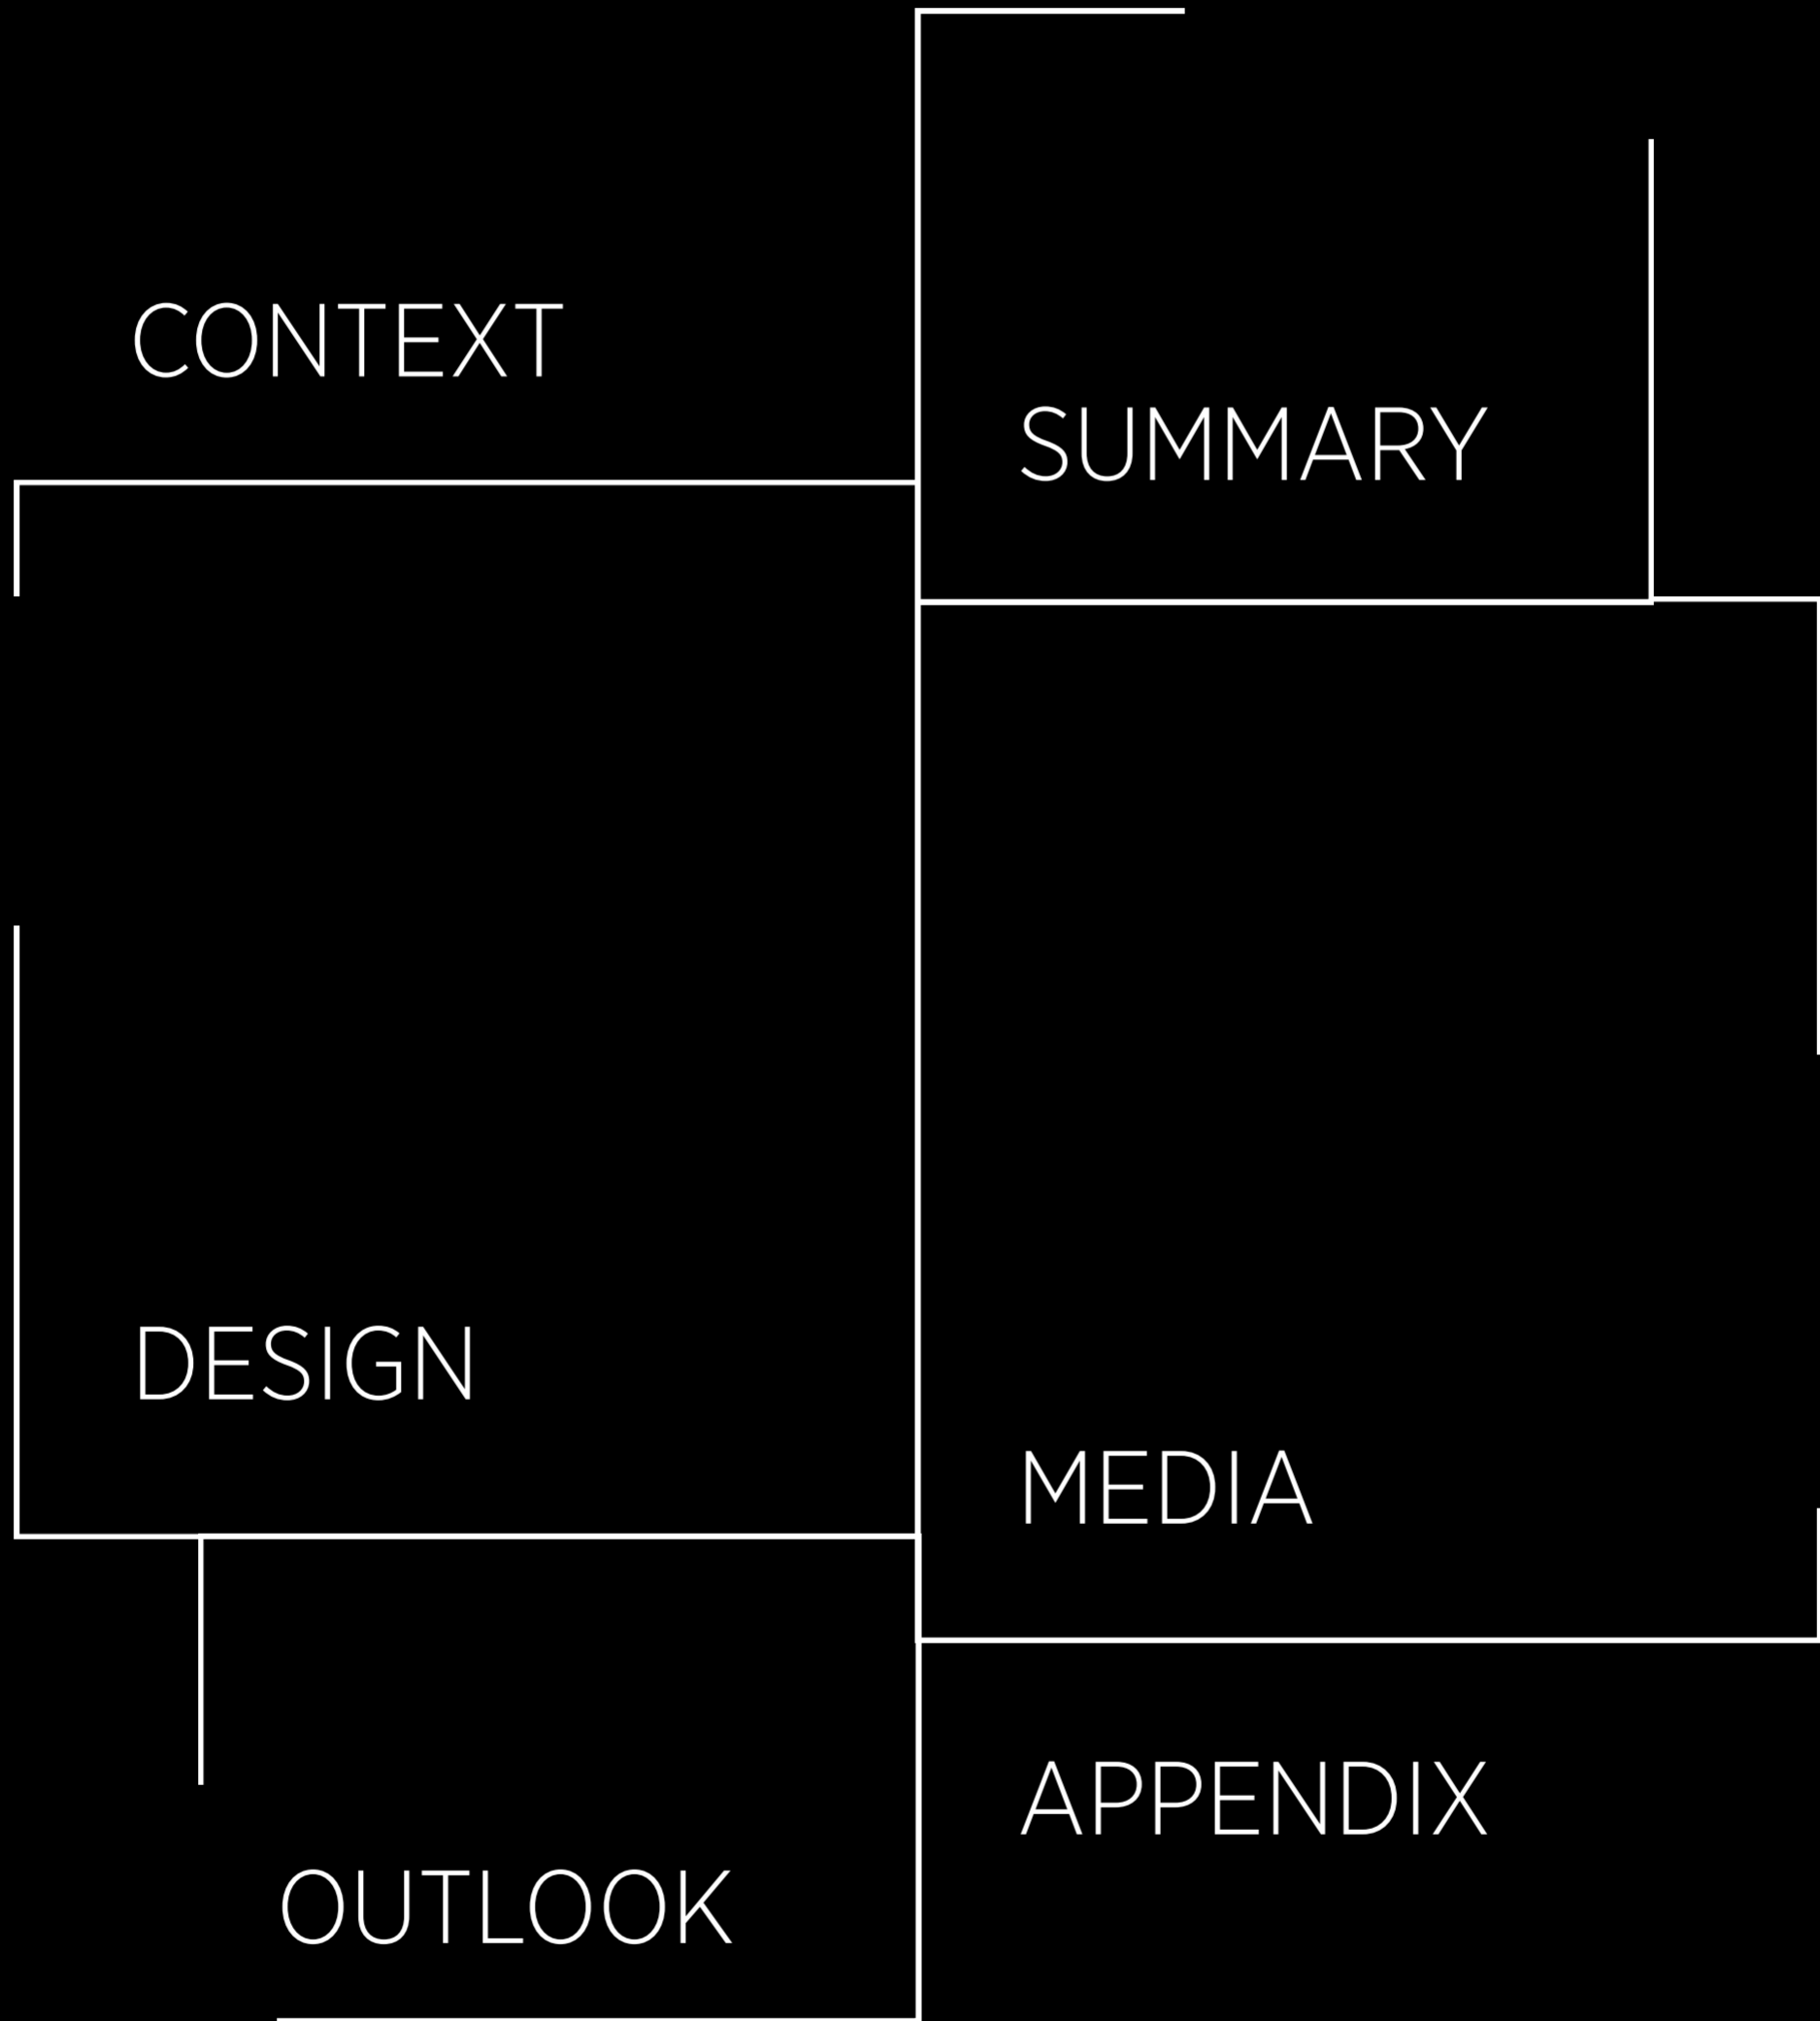 CONTEXT
SUMMARY
DESIGN
MEDIA
APPENDIX
OUTLOOK